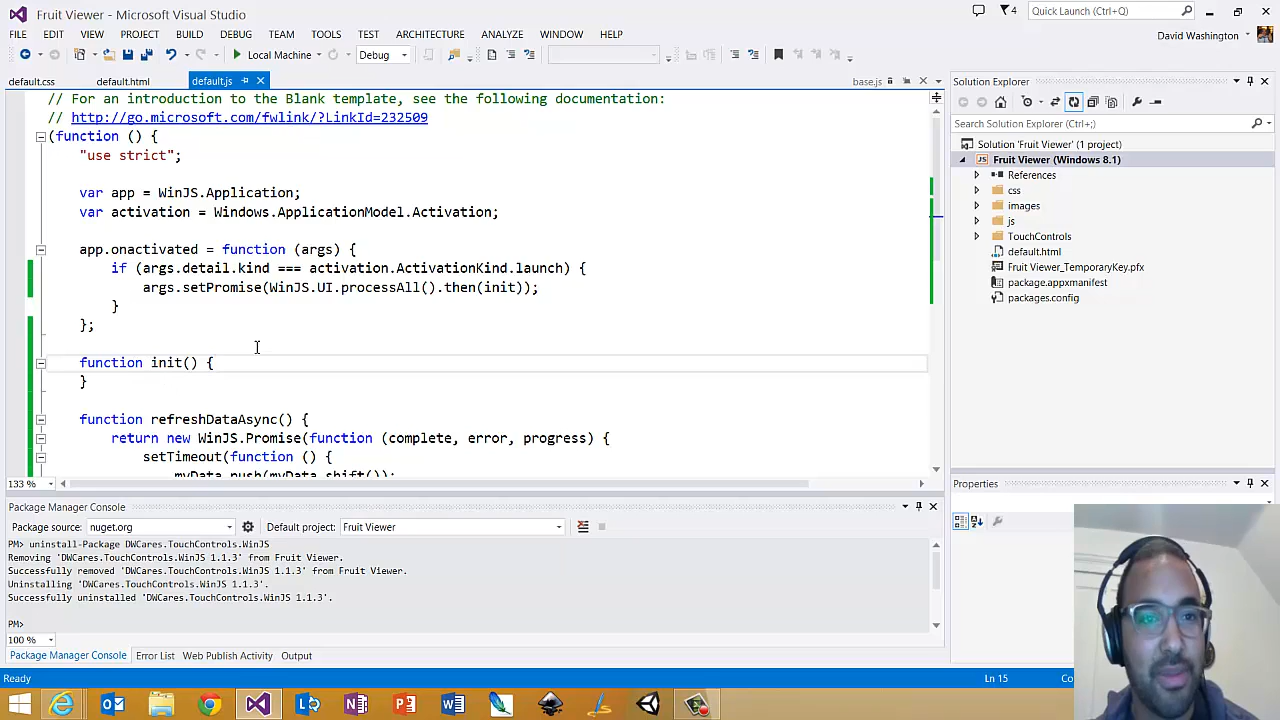 Fruit Viewer - Microsoft Visual Studio
4
Quick Launch (Ctrl+Q)
FILE EDIT VIEW PROJECT BUILD DEBUG TEAM TOOLS TEST ARCHITECTURE ANALYZE WINDOW HELP
David Washington
Local Machine
Debug
default.css
default.html
default.js
base.js
// For an introduction to the Blank template, see the following documentation:
// http://go.microsoft.com/fwlink/?LinkId=232509
(function () {
"use strict";
var app = WinJS.Application;
var activation = Windows.ApplicationModel.Activation;
app.onactivated = function (args) {
if (args.detail.kind === activation.ActivationKind.launch) {
args.setPromise(WinJS.UI.processAll().then(init));
}
};
function init() {
}
function refreshDataAsync() {
return new WinJS.Promise(function (complete, error, progress) {
setTimeout(function () {
myData.push(myData.shift());
133 %
Solution Explorer
Search Solution Explorer (Ctrl+;)
Solution 'Fruit Viewer' (1 project)
JS Fruit Viewer (Windows 8.1)
References
css
images
js
TouchControls
default.html
Fruit Viewer_TemporaryKey.pfx
package.appxmanifest
packages.config
Properties
Package Manager Console
Package source: nuget.org
Default project: Fruit Viewer
PM> uninstall-Package DWCares.TouchControls.WinJS
Removing 'DWCares.TouchControls.WinJS 1.1.3' from Fruit Viewer.
Successfully removed 'DWCares.TouchControls.WinJS 1.1.3' from Fruit Viewer.
Uninstalling 'DWCares.TouchControls.WinJS 1.1.3'.
Successfully uninstalled 'DWCares.TouchControls.WinJS 1.1.3'.
PM>
100 %
Package Manager Console
Error List
Web Publish Activity
Output
Ready
Ln 15
Co